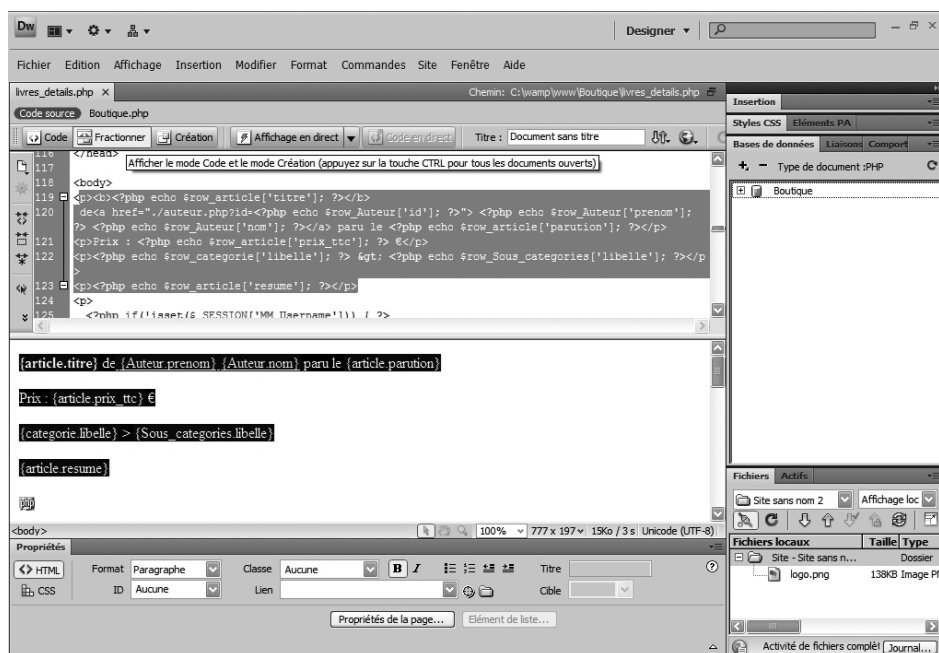 Dw Designer
Fichier Edition Affichage Insertion Modifier Format Commandes Site Fenêtre Aide
livres_details.php × Chemin: C:\wamp\www\Boutique\livres_details.php
Code source Boutique.php
Code Fractionner Création Affichage en direct Code en direct Titre : Document sans titre
Afficher le mode Code et le mode Création (appuyez sur la touche CTRL pour tous les documents ouverts)
116 </head>
117
118 <body>
119 <p><b><?php echo $row_article['titre']; ?></b>
120 de<a href="./auteur.php?id=<?php echo $row_Auteur['id']; ?>"> <?php echo $row_Auteur['prenom'];
?> <?php echo $row_Auteur['nom']; ?></a> paru le <?php echo $row_article['parution']; ?></p>
121 <p>Prix : <?php echo $row_article['prix_ttc']; ?> €</p>
122 <p><?php echo $row_categorie['libelle']; ?> &gt; <?php echo $row_Sous_categories['libelle']; ?></p
>
123 <p><?php echo $row_article['resume']; ?></p>
124 <p>
125 <?php if(!isset($_SESSION['MM_Username'])) { ?>
{article.titre} de {Auteur.prenom} {Auteur.nom} paru le {article.parution}
Prix : {article.prix_ttc} €
{categorie.libelle} > {Sous_categories.libelle}
{article.resume}
<body> 100% 777 x 197 15Ko / 3 s Unicode (UTF-8)
Propriétés
<> HTML Format Paragraphe Classe Aucune B I Titre
CSS ID Aucune Lien Cible
Propriétés de la page... Elément de liste...
Insertion
Styles CSS Eléments PA
Bases de données Liaisons Comport
Type de document :PHP
Boutique
Fichiers Actifs
Site sans nom 2 Affichage loc
Fichiers locaux Taille Type
Site - Site sans n... Dossier
logo.png 138KB Image P
Activité de fichiers complèt Journal...